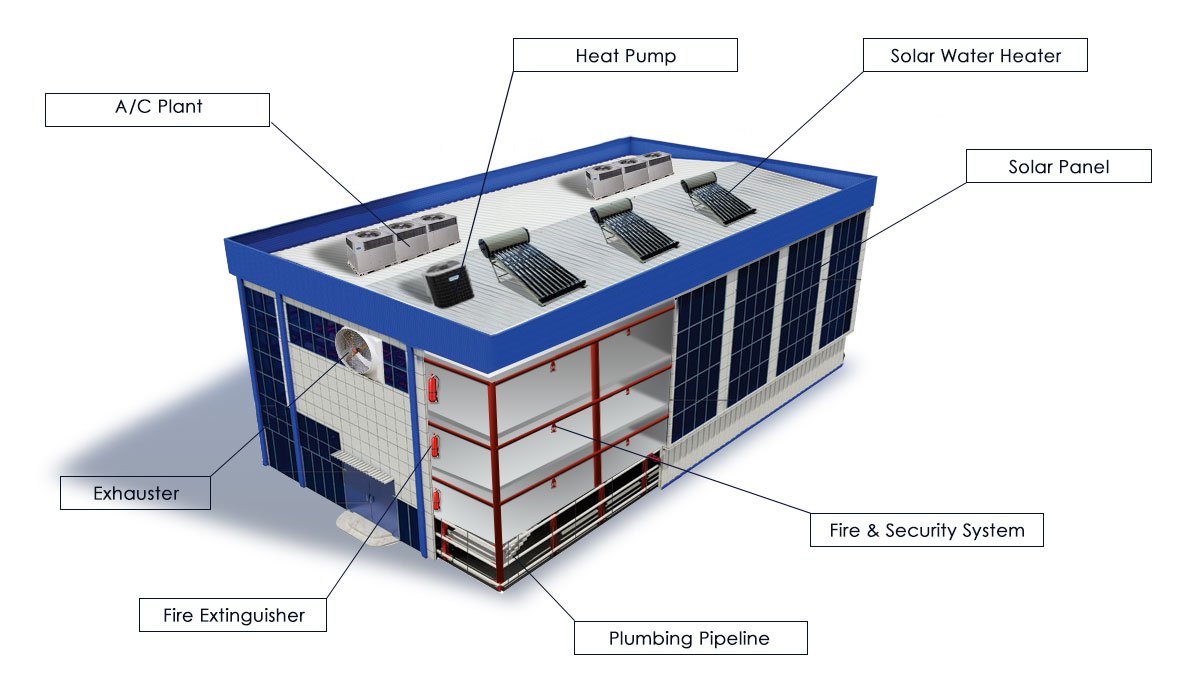 Heat Pump
Solar Water Heater
A/C Plant
Solar Panel
Exhauster
Fire & Security System
Fire Extinguisher
Plumbing Pipeline